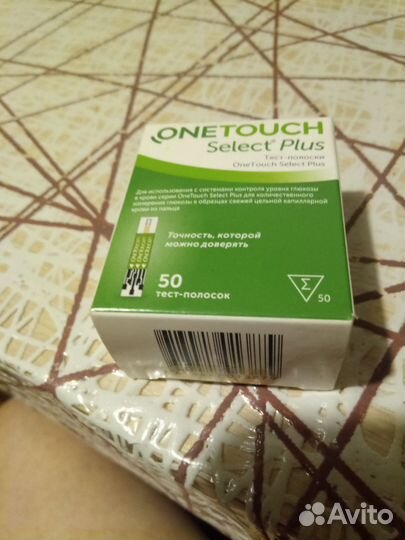 ONETOUCH
Select® Plus
Тест-полоски
OneTouch Select Plus
Для использования с системами контроля уровня глюкозы
в крови серии OneTouch Select Plus для количественного
измерения глюкозы в образцах свежей цельной капиллярной
крови из пальца
Точность, которой
можно доверять
50
тест-полосок
Σ
50
Avito